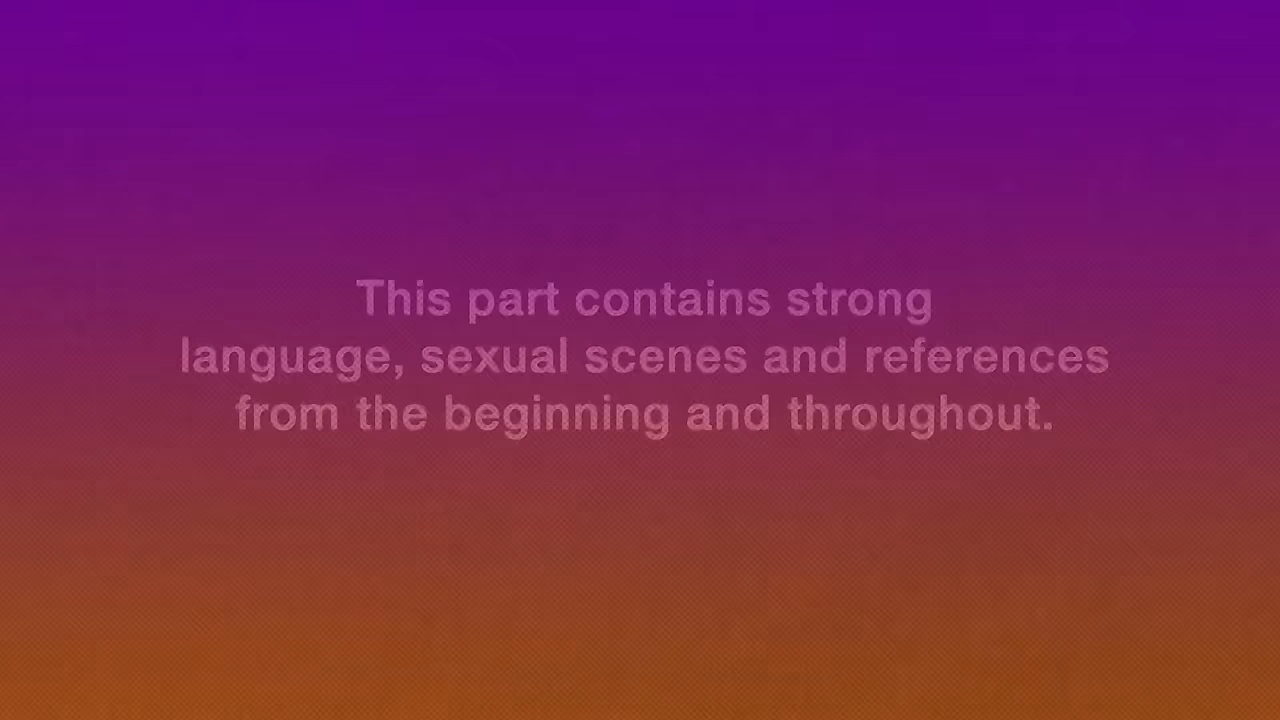 This part contains strong
language, sexual scenes and references
from the beginning and throughout.